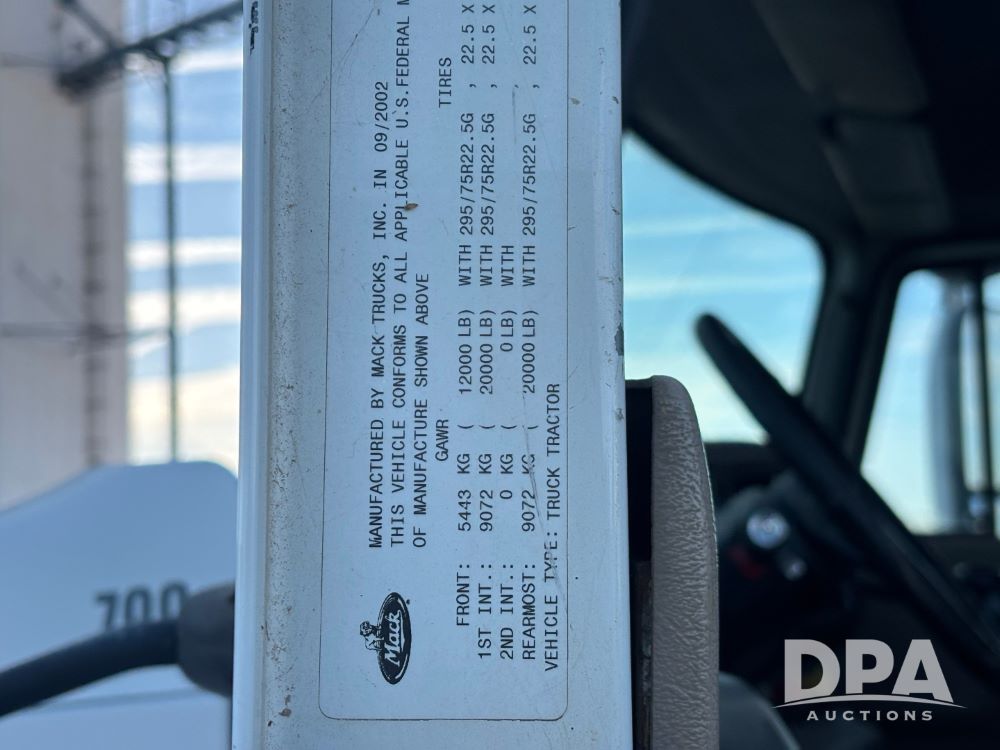 Mack
MANUFACTURED BY MACK TRUCKS, INC. IN 09/2002
THIS VEHICLE CONFORMS TO ALL APPLICABLE U.S.FEDERAL
OF MANUFACTURE SHOWN ABOVE
GAWR TIRES
FRONT: 5443 KG ( 12000 LB) WITH 295/75R22.5G , 22.5 X
1ST INT.: 9072 KG ( 20000 LB) WITH 295/75R22.5G , 22.5 X
2ND INT.: 0 KG ( 0 LB) WITH
REARMOST: 9072 KG ( 20000 LB) WITH 295/75R22.5G , 22.5 X
VEHICLE TYPE: TRUCK TRACTOR
700
DPA
AUCTIONS